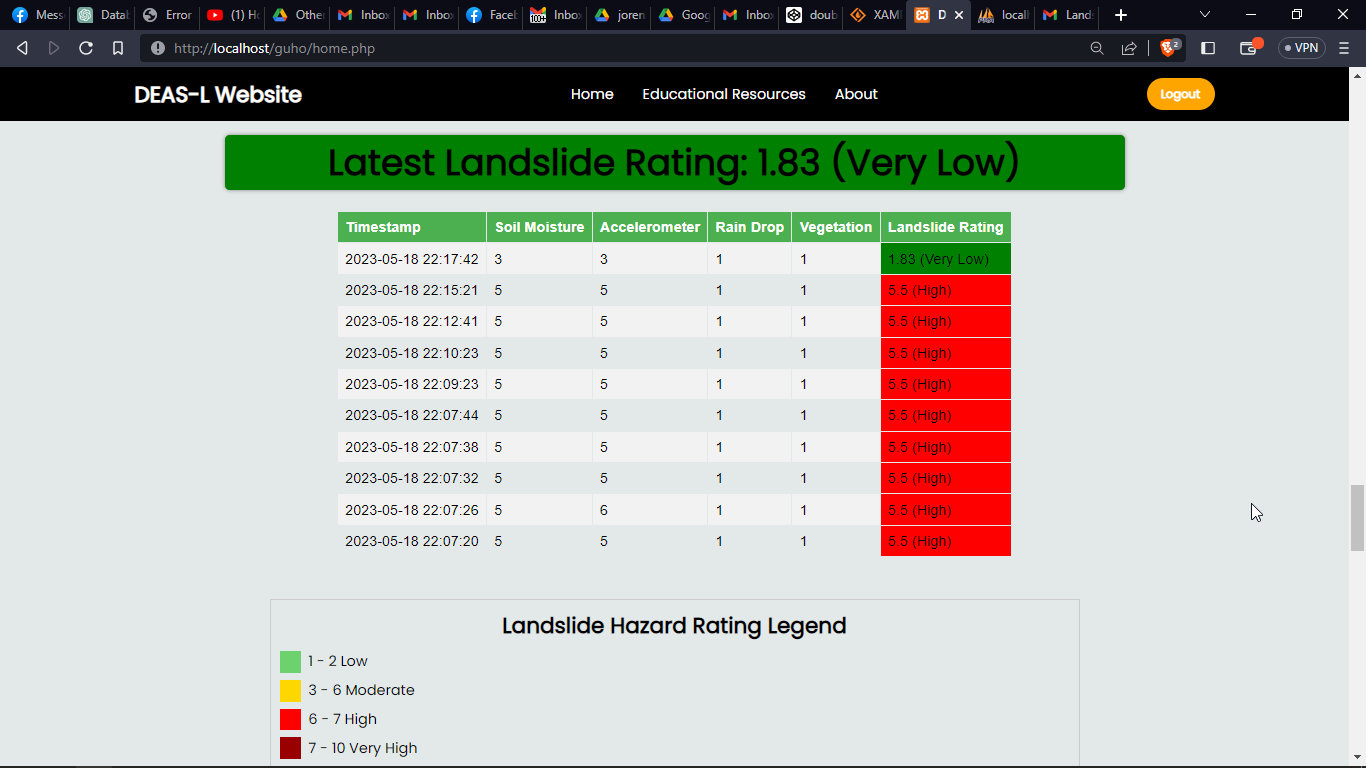 Mess Datab Error (1) Ho Other Inbox Inbox Faceb Inbox joren Goog Inbox doub XAM D local Land
http://localhost/guho/home.php 2 VPN
DEAS-L Website Home Educational Resources About Logout
Latest Landslide Rating: 1.83 (Very Low)
Timestamp Soil Moisture Accelerometer Rain Drop Vegetation Landslide Rating
2023-05-18 22:17:42 3 3 1 1 1.83 (Very Low)
2023-05-18 22:15:21 5 5 1 1 5.5 (High)
2023-05-18 22:12:41 5 5 1 1 5.5 (High)
2023-05-18 22:10:23 5 5 1 1 5.5 (High)
2023-05-18 22:09:23 5 5 1 1 5.5 (High)
2023-05-18 22:07:44 5 5 1 1 5.5 (High)
2023-05-18 22:07:38 5 5 1 1 5.5 (High)
2023-05-18 22:07:32 5 5 1 1 5.5 (High)
2023-05-18 22:07:26 5 6 1 1 5.5 (High)
2023-05-18 22:07:20 5 5 1 1 5.5 (High)
Landslide Hazard Rating Legend
1 - 2 Low
3 - 6 Moderate
6 - 7 High
7 - 10 Very High